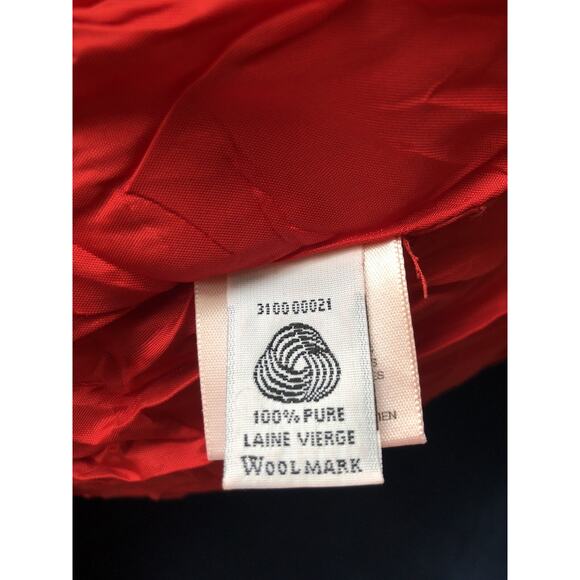 3100 00021
100% PURE
LAINE VIERGE
WOOLMARK